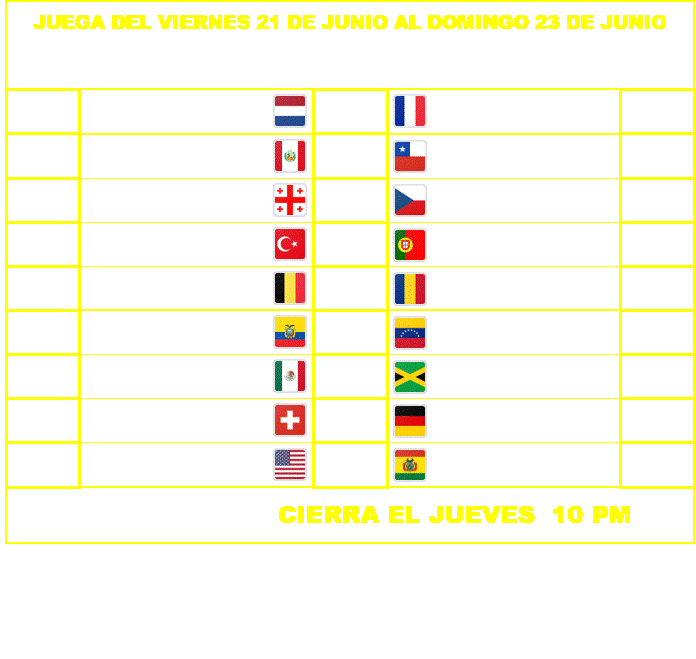 JUEGA DEL VIERNES 21 DE JUNIO AL DOMINGO 23 DE JUNIO
CIERRA EL JUEVES 10 PM